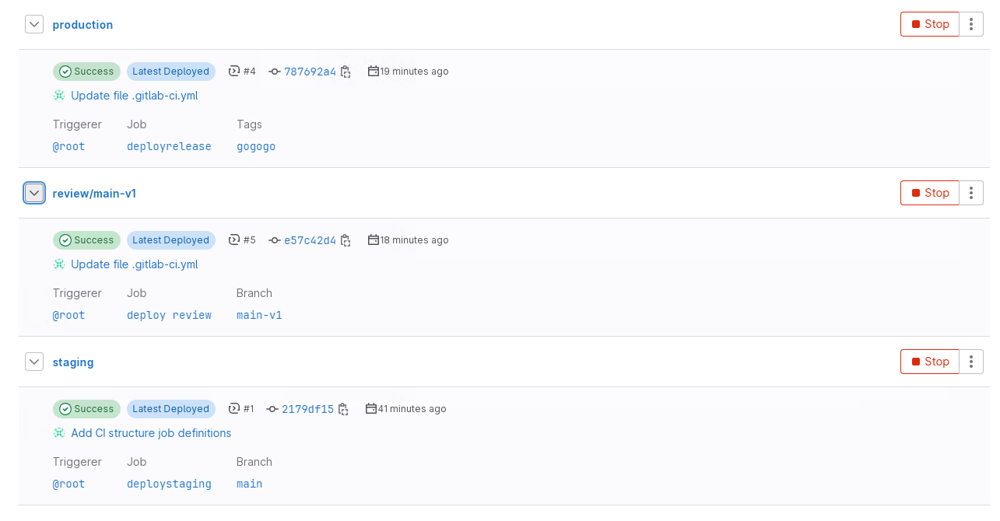 production Stop
Success Latest Deployed #4 787692a4 19 minutes ago
Update file .gitlab-ci.yml
Triggerer Job Tags
@root deployrelease gogogo
review/main-v1 Stop
Success Latest Deployed #5 e57c42d4 18 minutes ago
Update file .gitlab-ci.yml
Triggerer Job Branch
@root deploy review main-v1
staging Stop
Success Latest Deployed #1 2179df15 41 minutes ago
Add CI structure job definitions
Triggerer Job Branch
@root deploystaging main